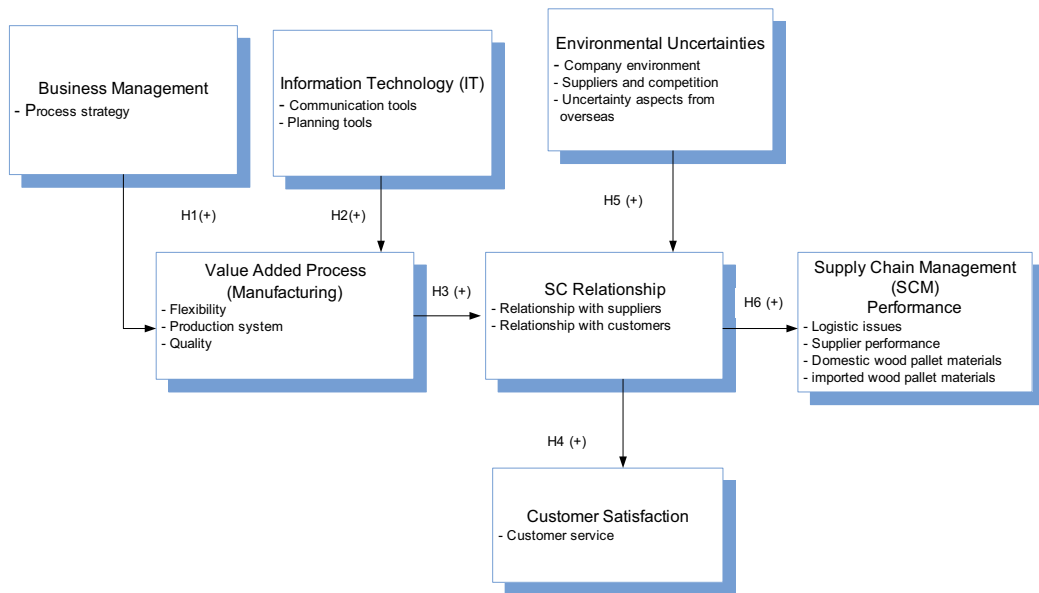 Business Management
- Process strategy
Information Technology (IT)
- Communication tools
- Planning tools
Environmental Uncertainties
- Company environment
- Suppliers and competition
- Uncertainty aspects from
overseas
H1(+)
H2(+)
H5 (+)
Value Added Process
(Manufacturing)
- Flexibility
- Production system
- Quality
H3 (+)
SC Relationship
- Relationship with suppliers
- Relationship with customers
H6 (+)
Supply Chain Management
(SCM)
Performance
- Logistic issues
- Supplier performance
- Domestic wood pallet materials
- imported wood pallet materials
H4 (+)
Customer Satisfaction
- Customer service